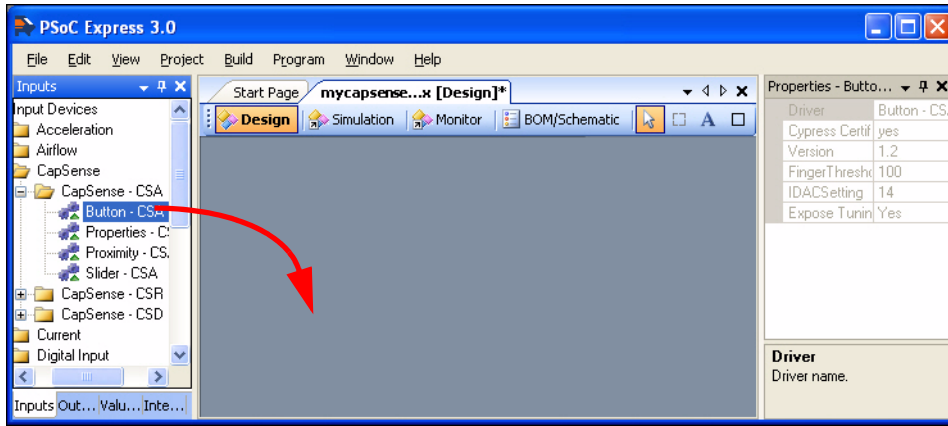 PSoC Express 3.0
File Edit View Project Build Program Window Help
Inputs
Input Devices
Acceleration
Airflow
CapSense
CapSense - CSA
Button - CSA
Properties - C
Proximity - CS.
Slider - CSA
CapSense - CSR
CapSense - CSD
Current
Digital Input
Inputs Out... Valu... Inte...
Start Page mycapsense...x [Design]*
Design Simulation Monitor BOM/Schematic A
Properties - Butto...
Driver Button - CS
Cypress Certif yes
Version 1.2
FingerThresh 100
IDACSetting 14
Expose Tunin Yes
Driver
Driver name.